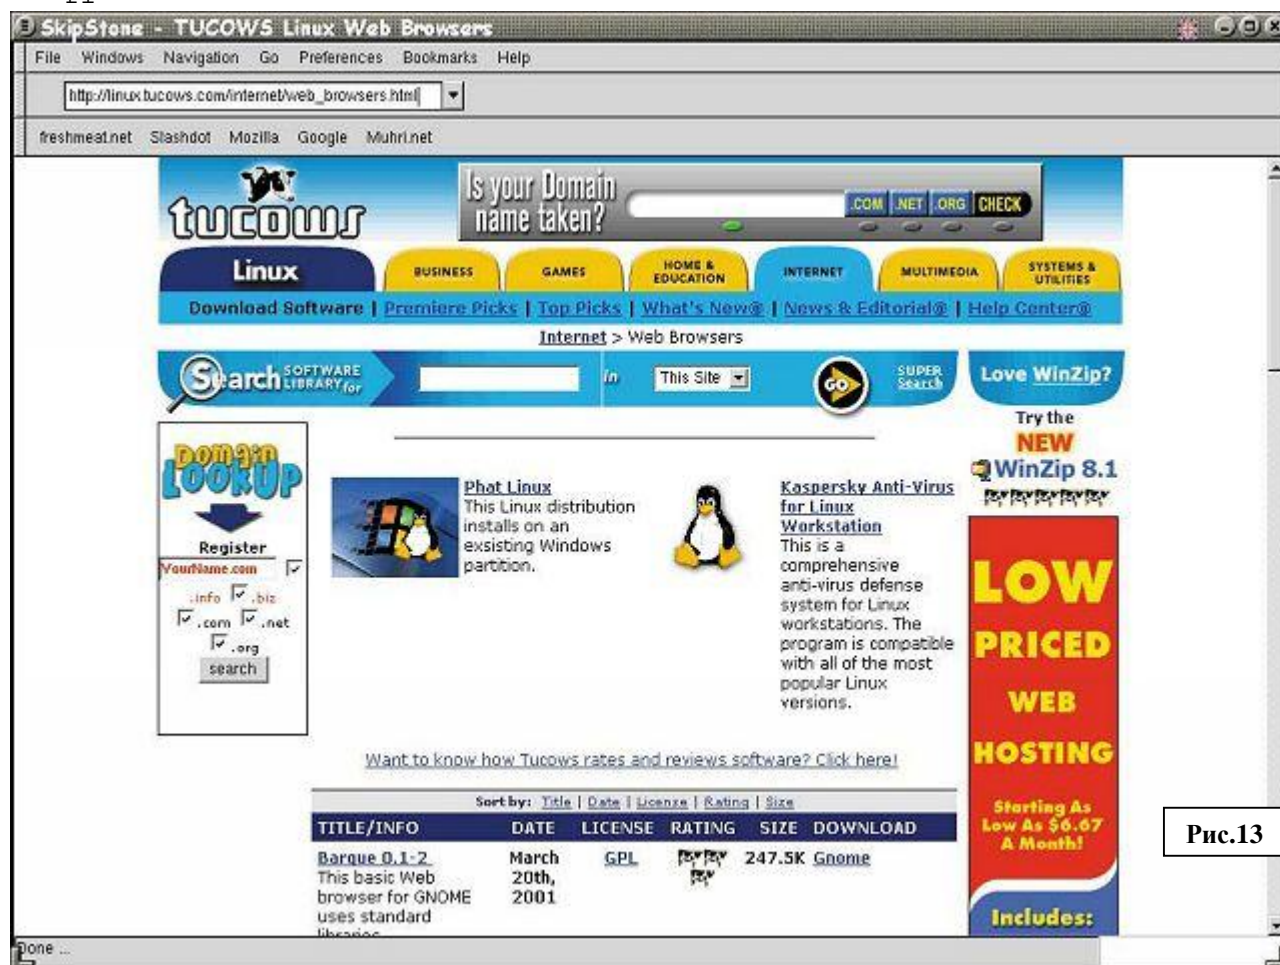 SkipStone - TUCOWS Linux Web Browsers
File Windows Navigation Go Preferences Bookmarks Help
http://linux.tucows.com/internet/web_browsers.html
freshmeat.net Slashdot Mozilla Google Muhri.net
tucows
Is your Domain
name taken?
.COM .NET .ORG CHECK
Linux
BUSINESS
GAMES
HOME &
EDUCATION
INTERNET
MULTIMEDIA
SYSTEMS &
UTILITIES
Download Software | Premiere Picks | Top Picks | What's New@ | News & Editorial@ | Help Center@
Internet > Web Browsers
Search SOFTWARE
LIBRARY for
in
This Site
GO
SUPER
Search
Love WinZip?
Try the
NEW
WinZip 8.1
Domain
LOOKUP
Register
YourName.com
.info .biz
.com .net
.org
search
Phat Linux
This Linux distribution
installs on an
exsisting Windows
partition.
Kaspersky Anti-Virus
for Linux
Workstation
This is a
comprehensive
anti-virus defense
system for Linux
workstations. The
program is compatible
with all of the most
popular Linux
versions.
LOW
PRICED
WEB
HOSTING
Starting As
Low As $6.67
A Month!
Includes:
Want to know how Tucows rates and reviews software? Click here!
Sort by: Title | Date | License | Rating | Size
TITLE/INFO DATE LICENSE RATING SIZE DOWNLOAD
Barque 0.1-2 March GPL 247.5K Gnome
This basic Web 20th,
browser for GNOME 2001
uses standard
libraries
Рис.13
Done ...